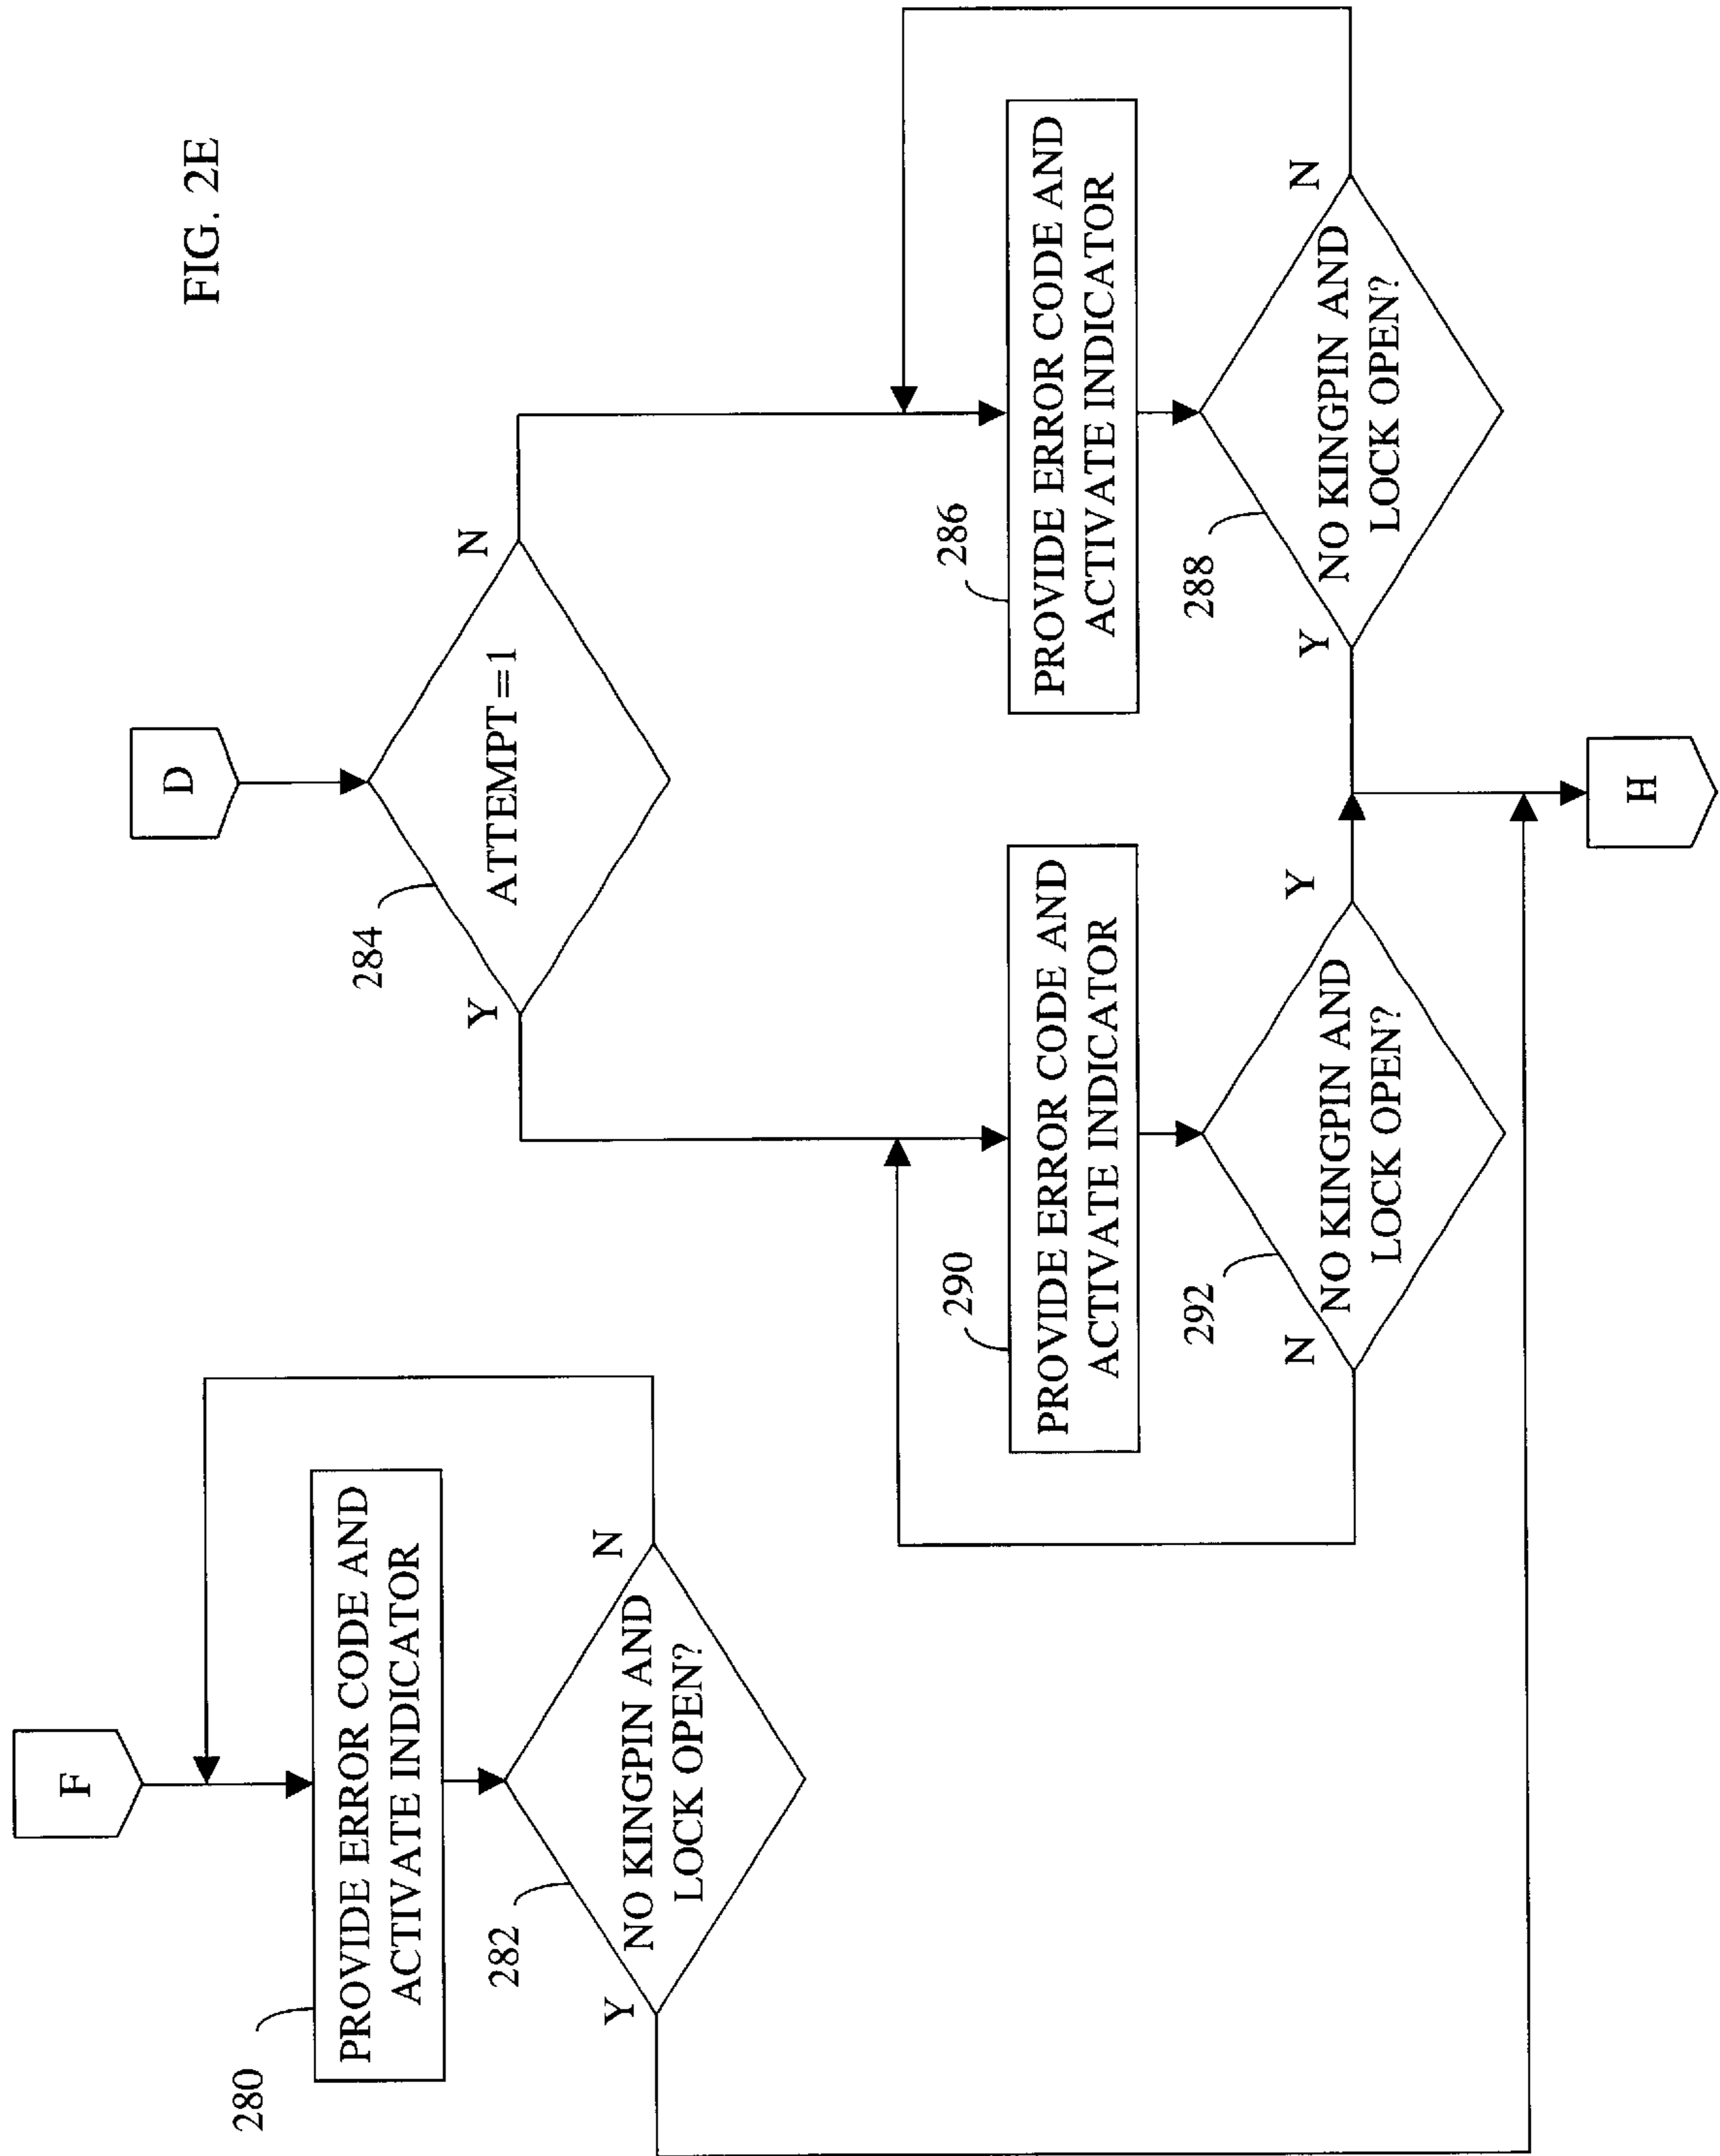 FIG. 2E
F
280
PROVIDE ERROR CODE AND
ACTIVATE INDICATOR
282
NO KINGPIN AND
LOCK OPEN?
Y
N
D
284
ATTEMPT = 1
Y
N
290
PROVIDE ERROR CODE AND
ACTIVATE INDICATOR
292
NO KINGPIN AND
LOCK OPEN?
N
Y
286
PROVIDE ERROR CODE AND
ACTIVATE INDICATOR
288
NO KINGPIN AND
LOCK OPEN?
Y
N
H